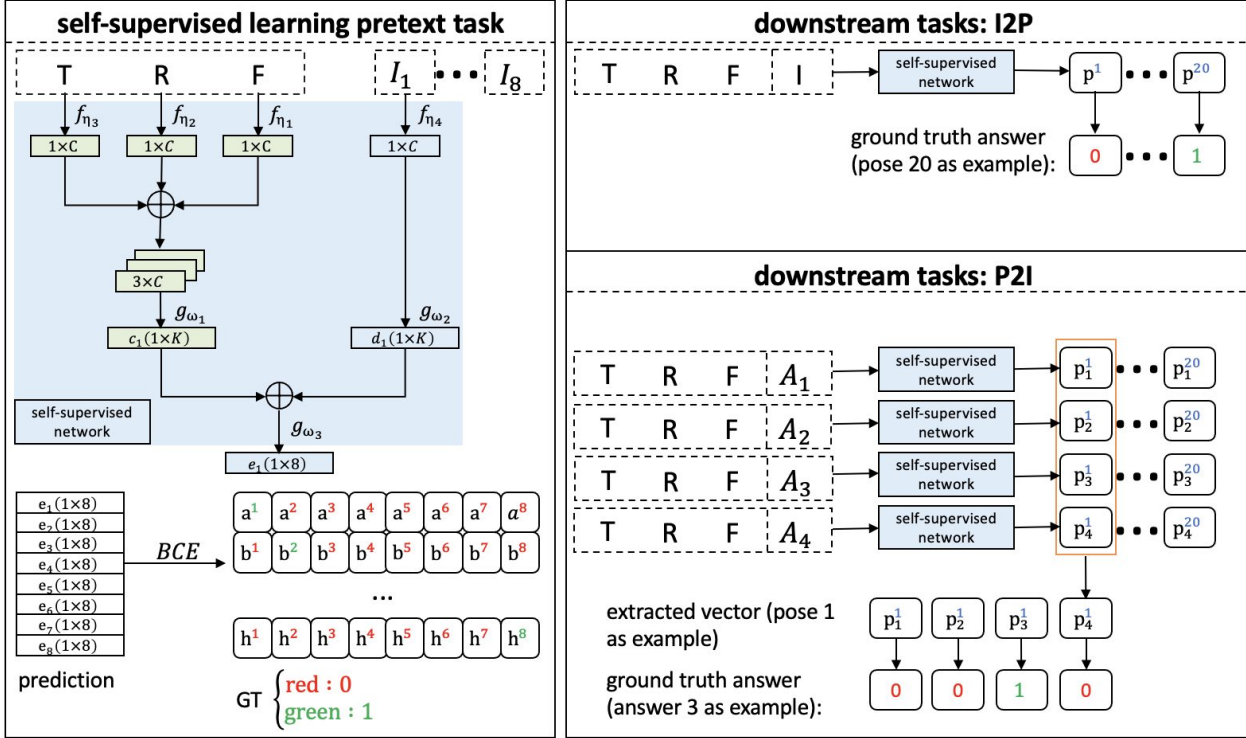 self-supervised learning pretext task
T R F I₁ ••• I₈
f_η₃ f_η₂ f_η₁ f_η₄
1×C 1×C 1×C 1×C
3×C
g_ω₁ g_ω₂
c₁(1×K) d₁(1×K)
self-supervised
network
g_ω₃
e₁(1×8)
e₁(1×8)
e₂(1×8)
e₃(1×8)
e₄(1×8)
e₅(1×8)
e₆(1×8)
e₇(1×8)
e₈(1×8)
prediction
BCE
a¹ a² a³ a⁴ a⁵ a⁶ a⁷ a⁸
b¹ b² b³ b⁴ b⁵ b⁶ b⁷ b⁸
...
h¹ h² h³ h⁴ h⁵ h⁶ h⁷ h⁸
GT { red : 0
green : 1
downstream tasks: I2P
T R F I
self-supervised
network
p¹ ••• p²⁰
ground truth answer
(pose 20 as example):
0 ••• 1
downstream tasks: P2I
T R F A₁
self-supervised
network
p₁¹ ••• p₁²⁰
T R F A₂
self-supervised
network
p₂¹ ••• p₂²⁰
T R F A₃
self-supervised
network
p₃¹ ••• p₃²⁰
T R F A₄
self-supervised
network
p₄¹ ••• p₄²⁰
extracted vector (pose 1
as example)
p₁¹ p₂¹ p₃¹ p₄¹
ground truth answer
(answer 3 as example):
0 0 1 0